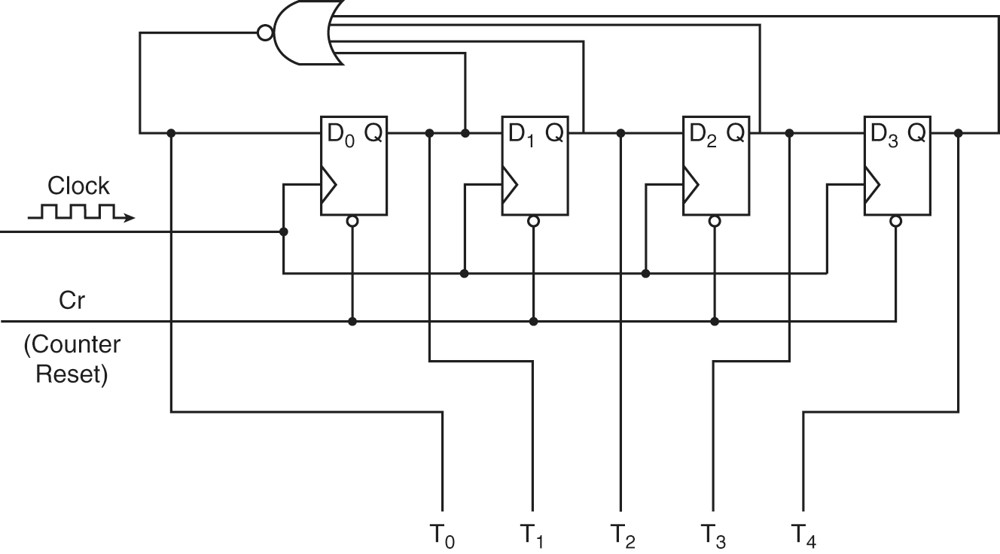 D₀ Q D₁ Q D₂ Q D₃ Q
Clock
Cr
(Counter
Reset)
T₀ T₁ T₂ T₃ T₄